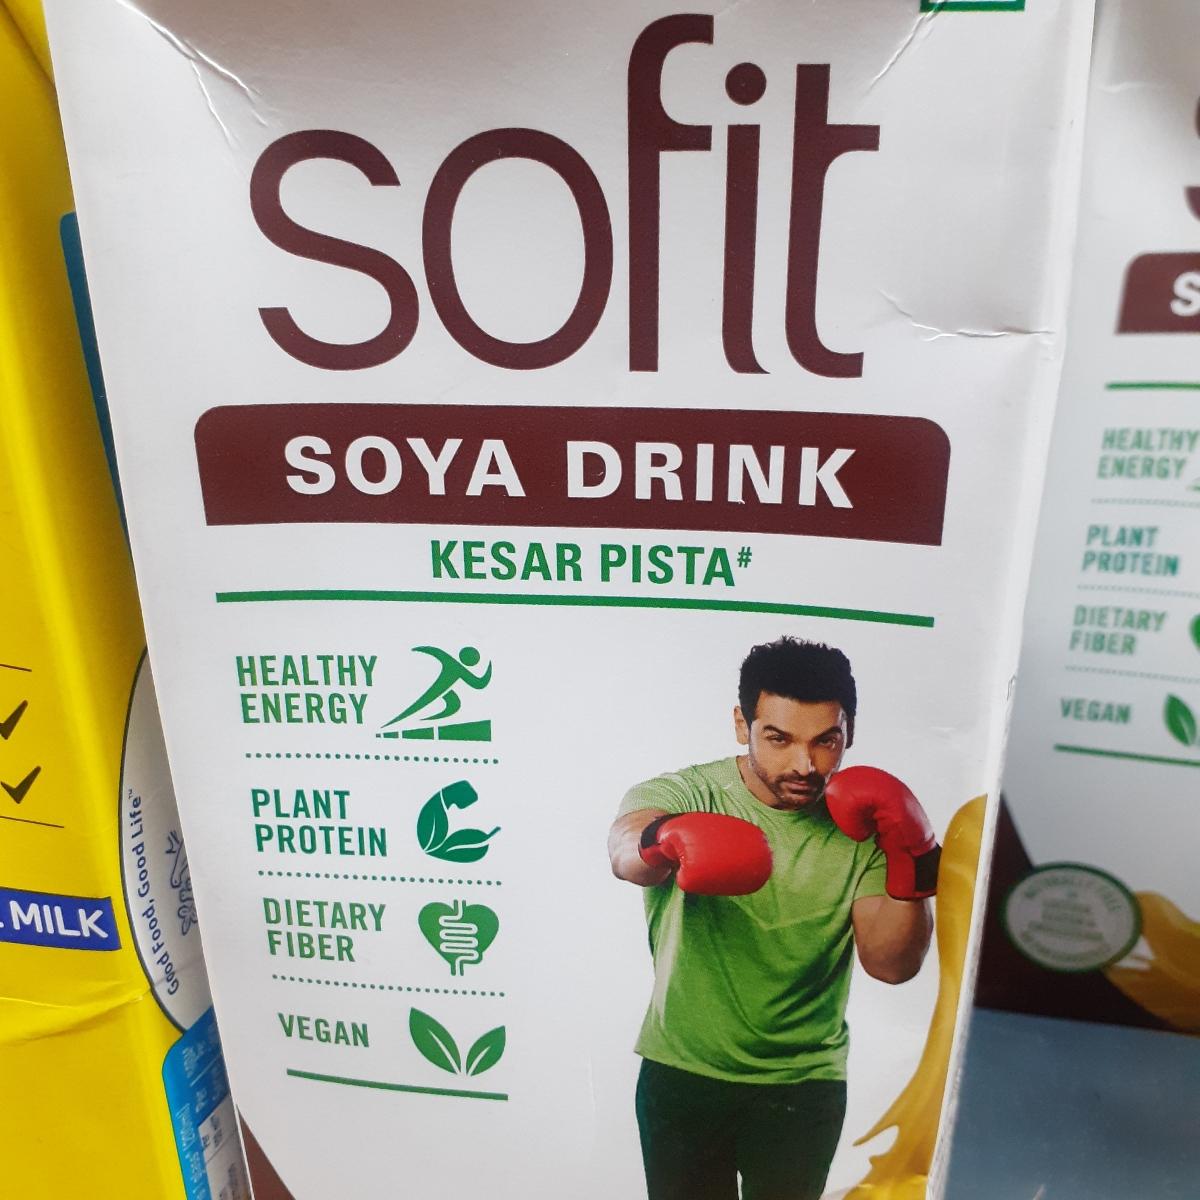 sofit
SOYA DRINK
KESAR PISTA#
HEALTHY
ENERGY
PLANT
PROTEIN
DIETARY
FIBER
VEGAN
MILK
Good Food, Good Life™
S
HEALTHY
ENERGY
PLANT
PROTEIN
DIETARY
FIBER
VEGAN